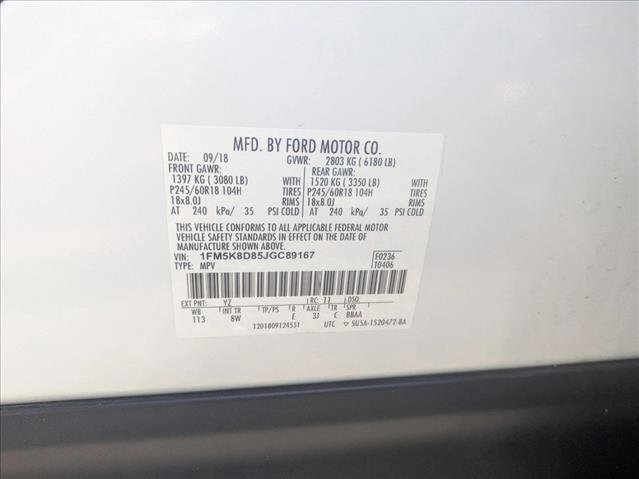 MFD. BY FORD MOTOR CO.
DATE: 09/18 GVWR: 2803 KG ( 6180 LB)
FRONT GAWR: REAR GAWR:
1397 KG ( 3080 LB) WITH 1520 KG ( 3350 LB) WITH
P245/60R18 104H TIRES P245/60R18 104H TIRES
18x8.0J RIMS 18x8.0J RIMS
AT 240 kPa/ 35 PSI COLD AT 240 kPa/ 35 PSI COLD
THIS VEHICLE CONFORMS TO ALL APPLICABLE FEDERAL MOTOR
VEHICLE SAFETY STANDARDS IN EFFECT ON THE DATE OF
MANUFACTURE SHOWN ABOVE.
VIN: 1FM5K8D85JGC89167 F0236
TYPE: MPV T0406
EXT PNT: YZ RC: 11 DSO:
WB INT TR TP/PS R AXLE TR SPR
113 8W E 3J C BBAA
1201809124551 UTC ▽ 5U5A-1520472-BA